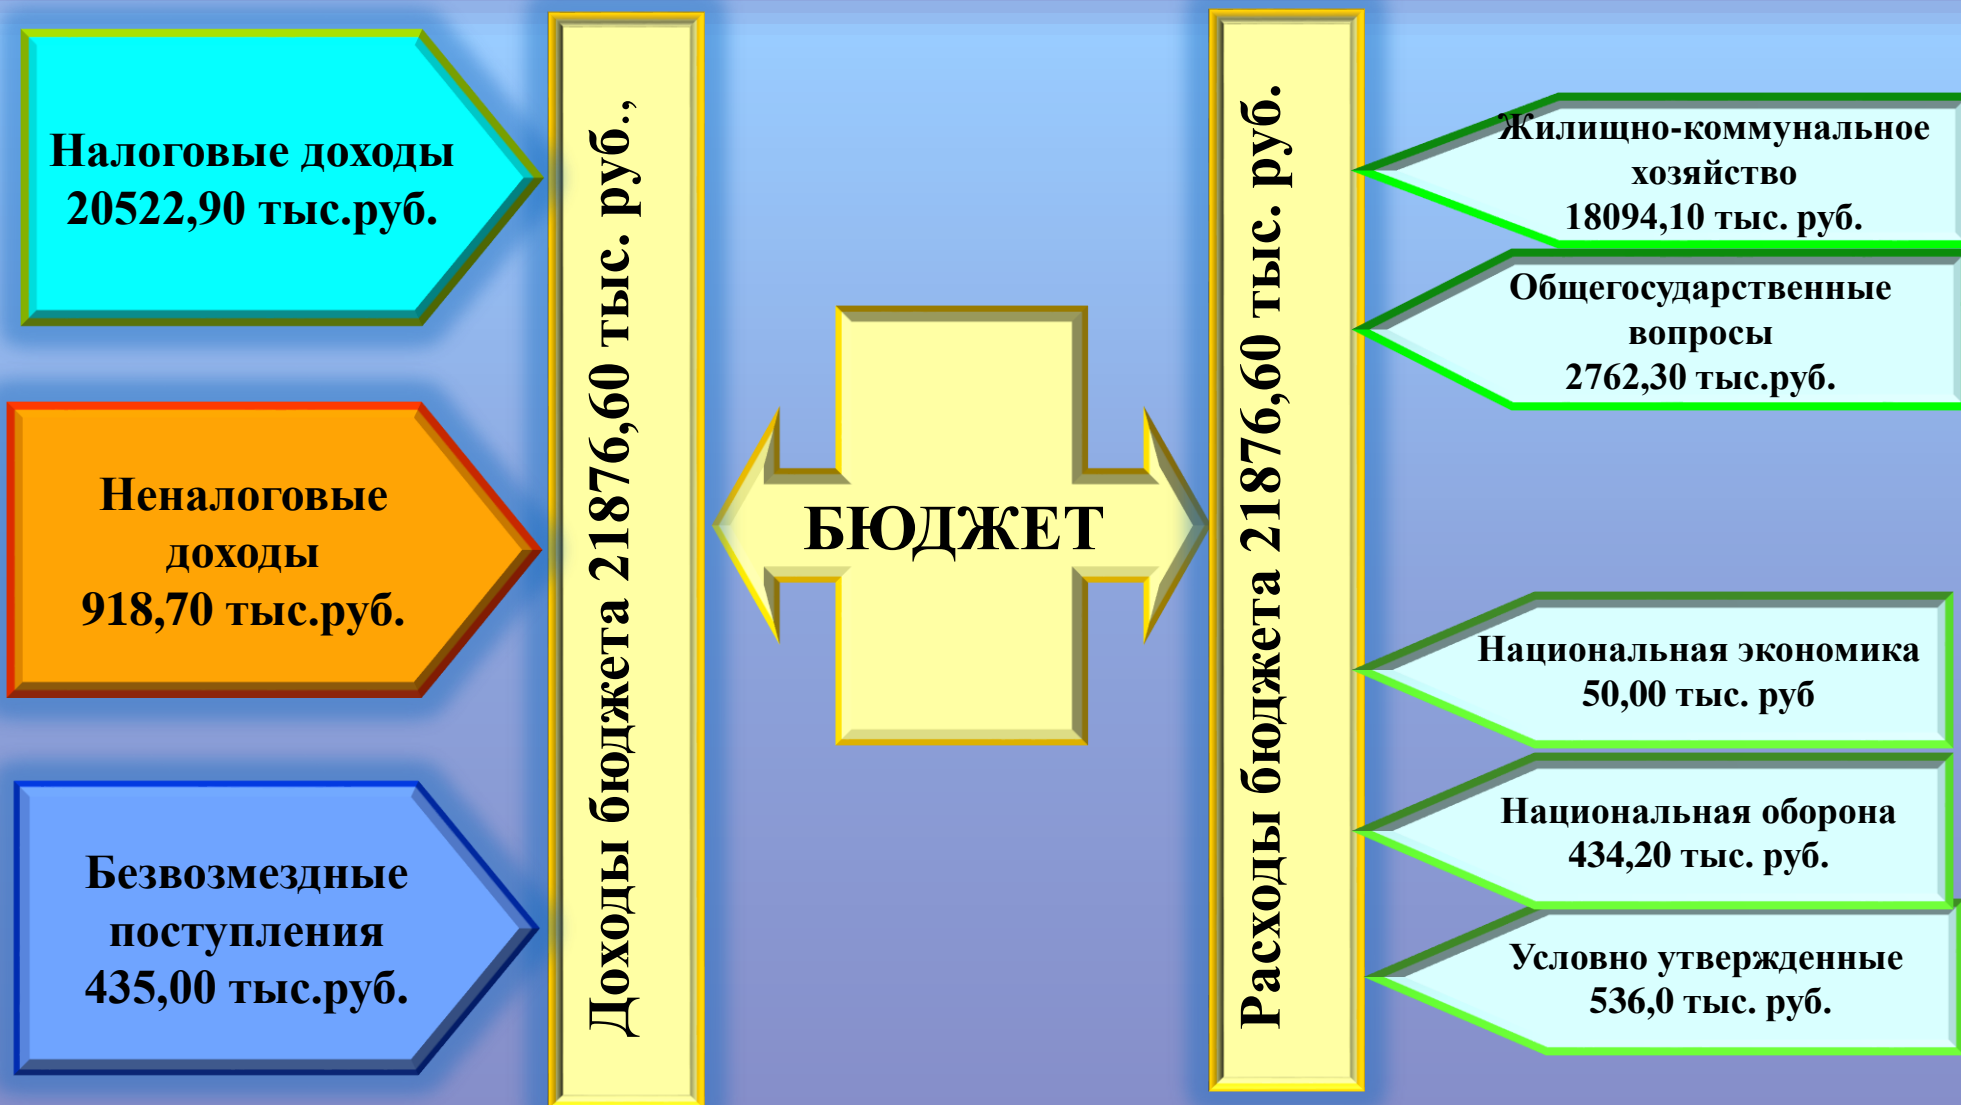 Налоговые доходы
20522,90 тыс.руб.
Неналоговые
доходы
918,70 тыс.руб.
Безвозмездные
поступления
435,00 тыс.руб.
Доходы бюджета 21876,60 тыс. руб.,
БЮДЖЕТ
Расходы бюджета 21876,60 тыс. руб.
Жилищно-коммунальное
хозяйство
18094,10 тыс. руб.
Общегосударственные
вопросы
2762,30 тыс.руб.
Национальная экономика
50,00 тыс. руб
Национальная оборона
434,20 тыс. руб.
Условно утвержденные
536,0 тыс. руб.